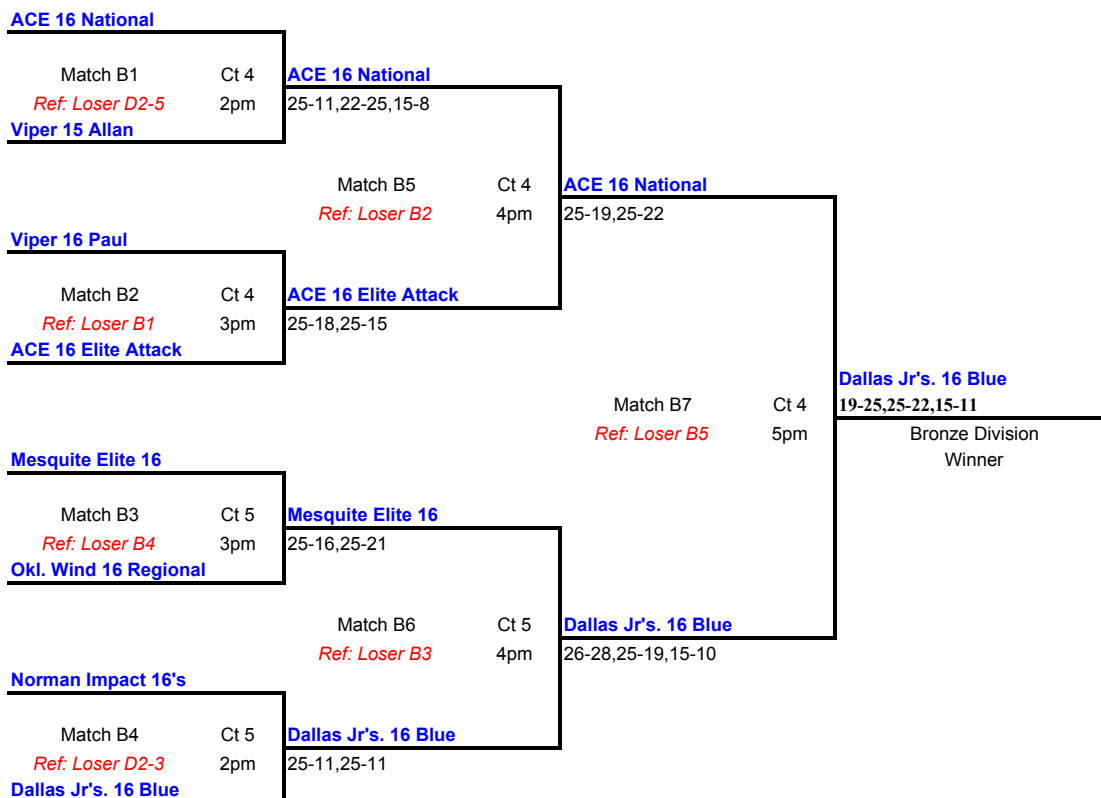 ACE 16 National
Match B1 Ct 4 ACE 16 National
Ref: Loser D2-5 2pm 25-11,22-25,15-8
Viper 15 Allan
Match B5 Ct 4 ACE 16 National
Ref: Loser B2 4pm 25-19,25-22
Viper 16 Paul
Match B2 Ct 4 ACE 16 Elite Attack
Ref: Loser B1 3pm 25-18,25-15
ACE 16 Elite Attack
Dallas Jr's. 16 Blue
Match B7 Ct 4 19-25,25-22,15-11
Ref: Loser B5 5pm Bronze Division
Mesquite Elite 16 Winner
Match B3 Ct 5 Mesquite Elite 16
Ref: Loser B4 3pm 25-16,25-21
Okl. Wind 16 Regional
Match B6 Ct 5 Dallas Jr's. 16 Blue
Ref: Loser B3 4pm 26-28,25-19,15-10
Norman Impact 16's
Match B4 Ct 5 Dallas Jr's. 16 Blue
Ref: Loser D2-3 2pm 25-11,25-11
Dallas Jr's. 16 Blue